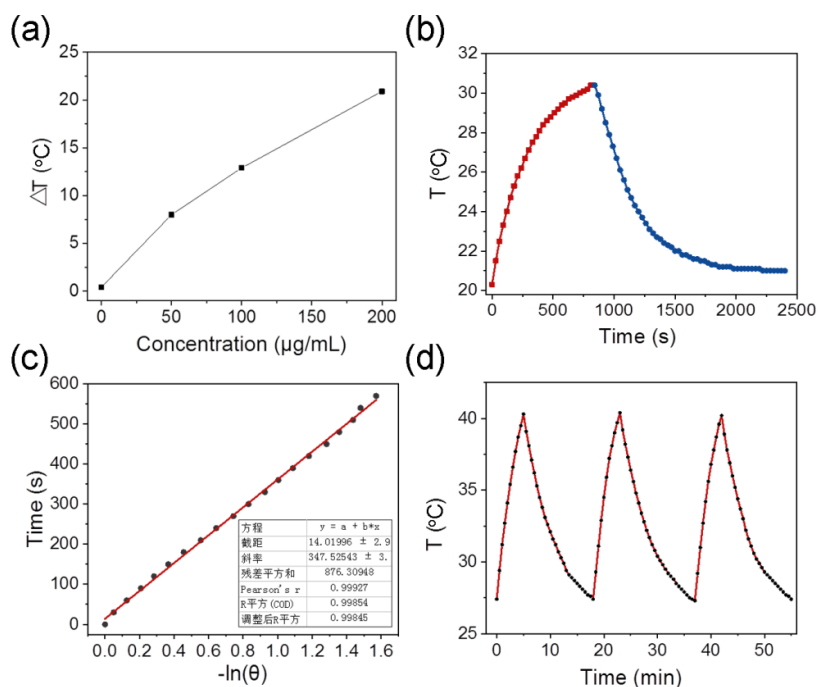 (a)
25
20
15
10
5
0
△T (oC)
0
50
100
200
Concentration (μg/mL)
(b)
32
30
28
26
24
22
20
T (oC)
0
500
1000
1500
2000
2500
Time (s)
(c)
600
500
400
300
200
100
0
Time (s)
方程 y = a + b*x
截距 14.01996 ± 2.9
斜率 347.52543 ± 3.
残差平方和 876.30948
Pearson's r 0.99927
R平方(COD) 0.99854
调整后R平方 0.99845
0.0 0.2 0.4 0.6 0.8 1.0 1.2 1.4 1.6
-ln(θ)
(d)
40
35
30
25
T (oC)
0 10 20 30 40 50
Time (min)